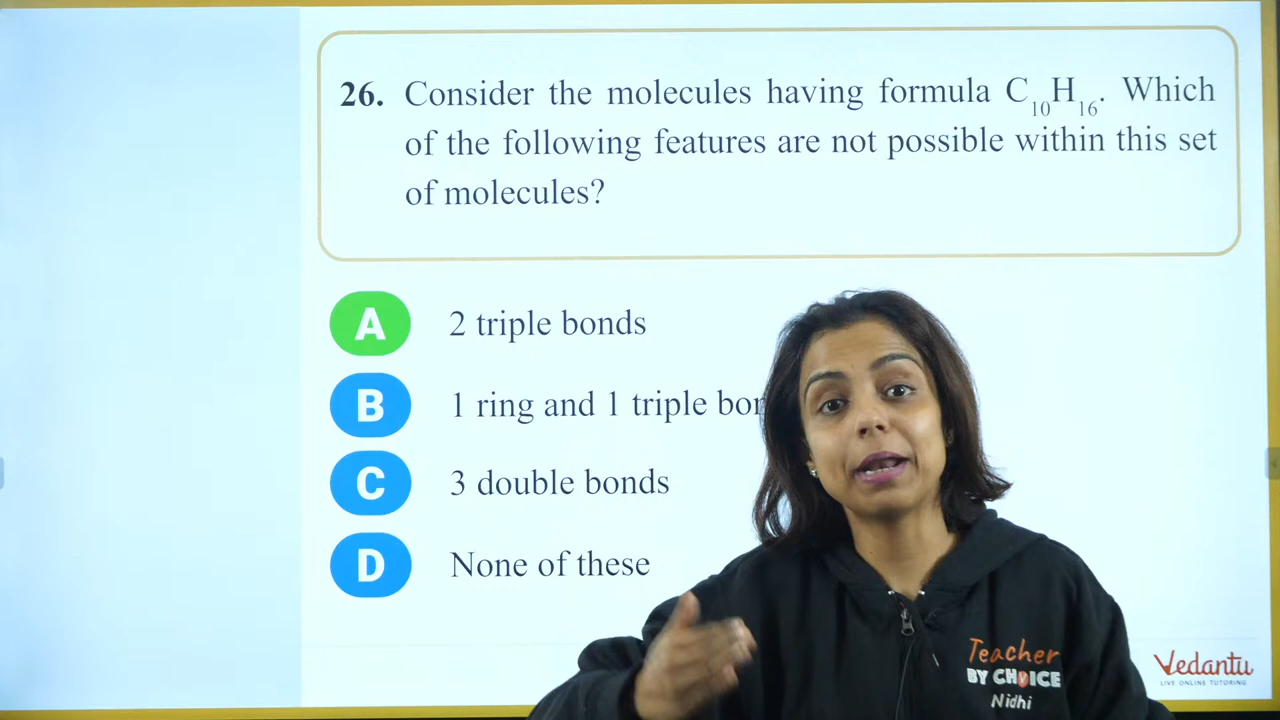 26. Consider the molecules having formula C₁₀H₁₆. Which
of the following features are not possible within this set
of molecules?
A 2 triple bonds
B 1 ring and 1 triple
C 3 double bonds
D None of these
Teacher
BY CHVICE
Nidhi
Vedantu
LIVE ONLINE TUTORING